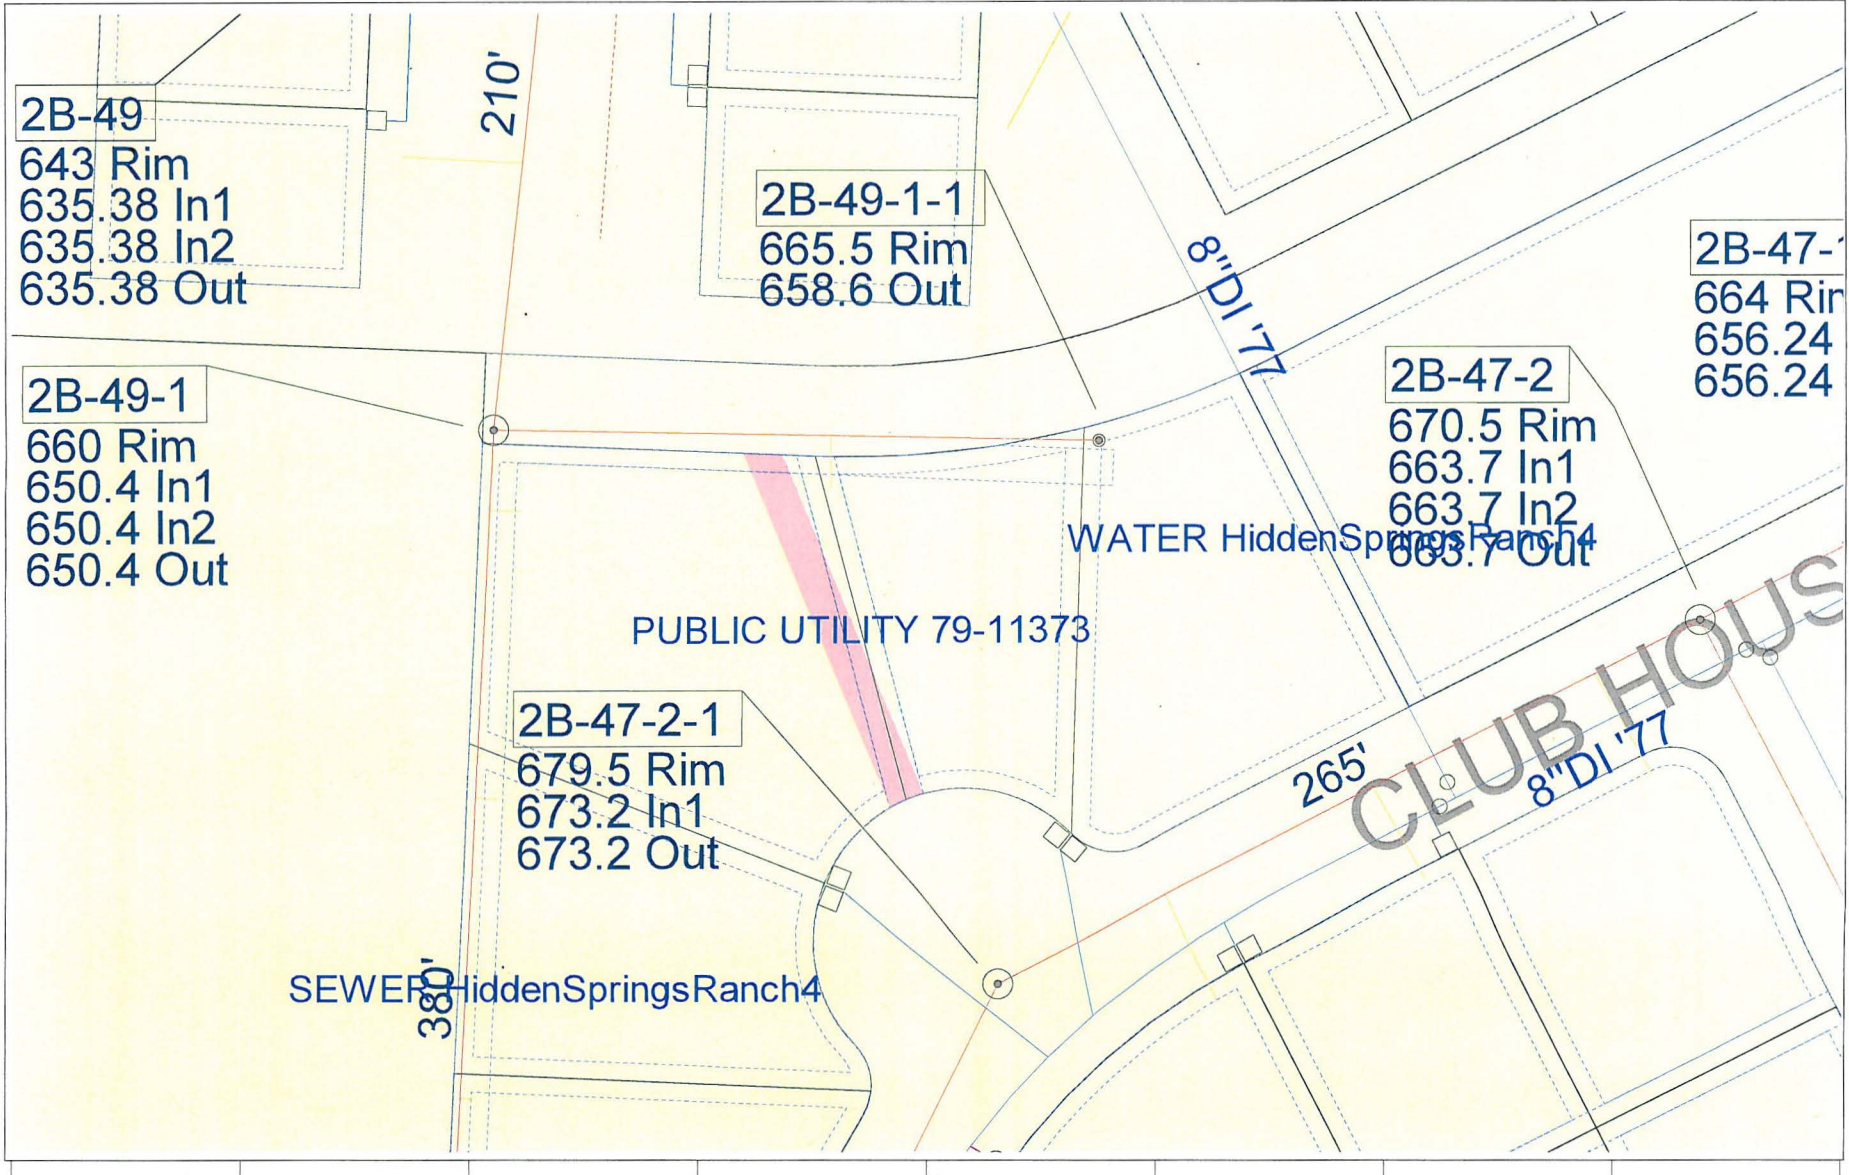 210'
2B-49
643 Rim
635.38 In1
635.38 In2
635.38 Out
2B-49-1-1
665.5 Rim
658.6 Out
8"DI '77
2B-47-
664 Rim
656.24
656.24
2B-49-1
660 Rim
650.4 In1
650.4 In2
650.4 Out
2B-47-2
670.5 Rim
663.7 In1
663.7 In2
663.7 Out
WATER HiddenSpringsRanch4
PUBLIC UTILITY 79-11373
CLUB HOUS
2B-47-2-1
679.5 Rim
673.2 In1
673.2 Out
265'
8"DI '77
SEWER HiddenSpringsRanch4
380'